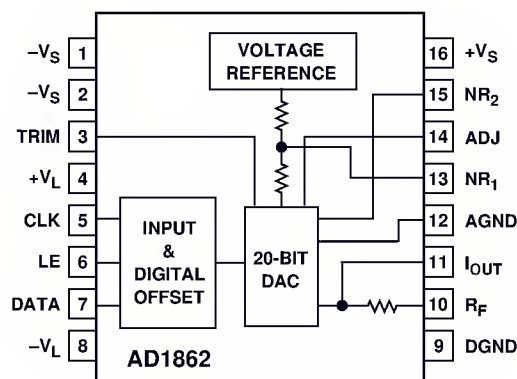 –VS 1
–VS 2
TRIM 3
+VL 4
CLK 5
LE 6
DATA 7
–VL 8
VOLTAGE
REFERENCE
INPUT
&
DIGITAL
OFFSET
20-BIT
DAC
AD1862
16 +VS
15 NR2
14 ADJ
13 NR1
12 AGND
11 IOUT
10 RF
9 DGND